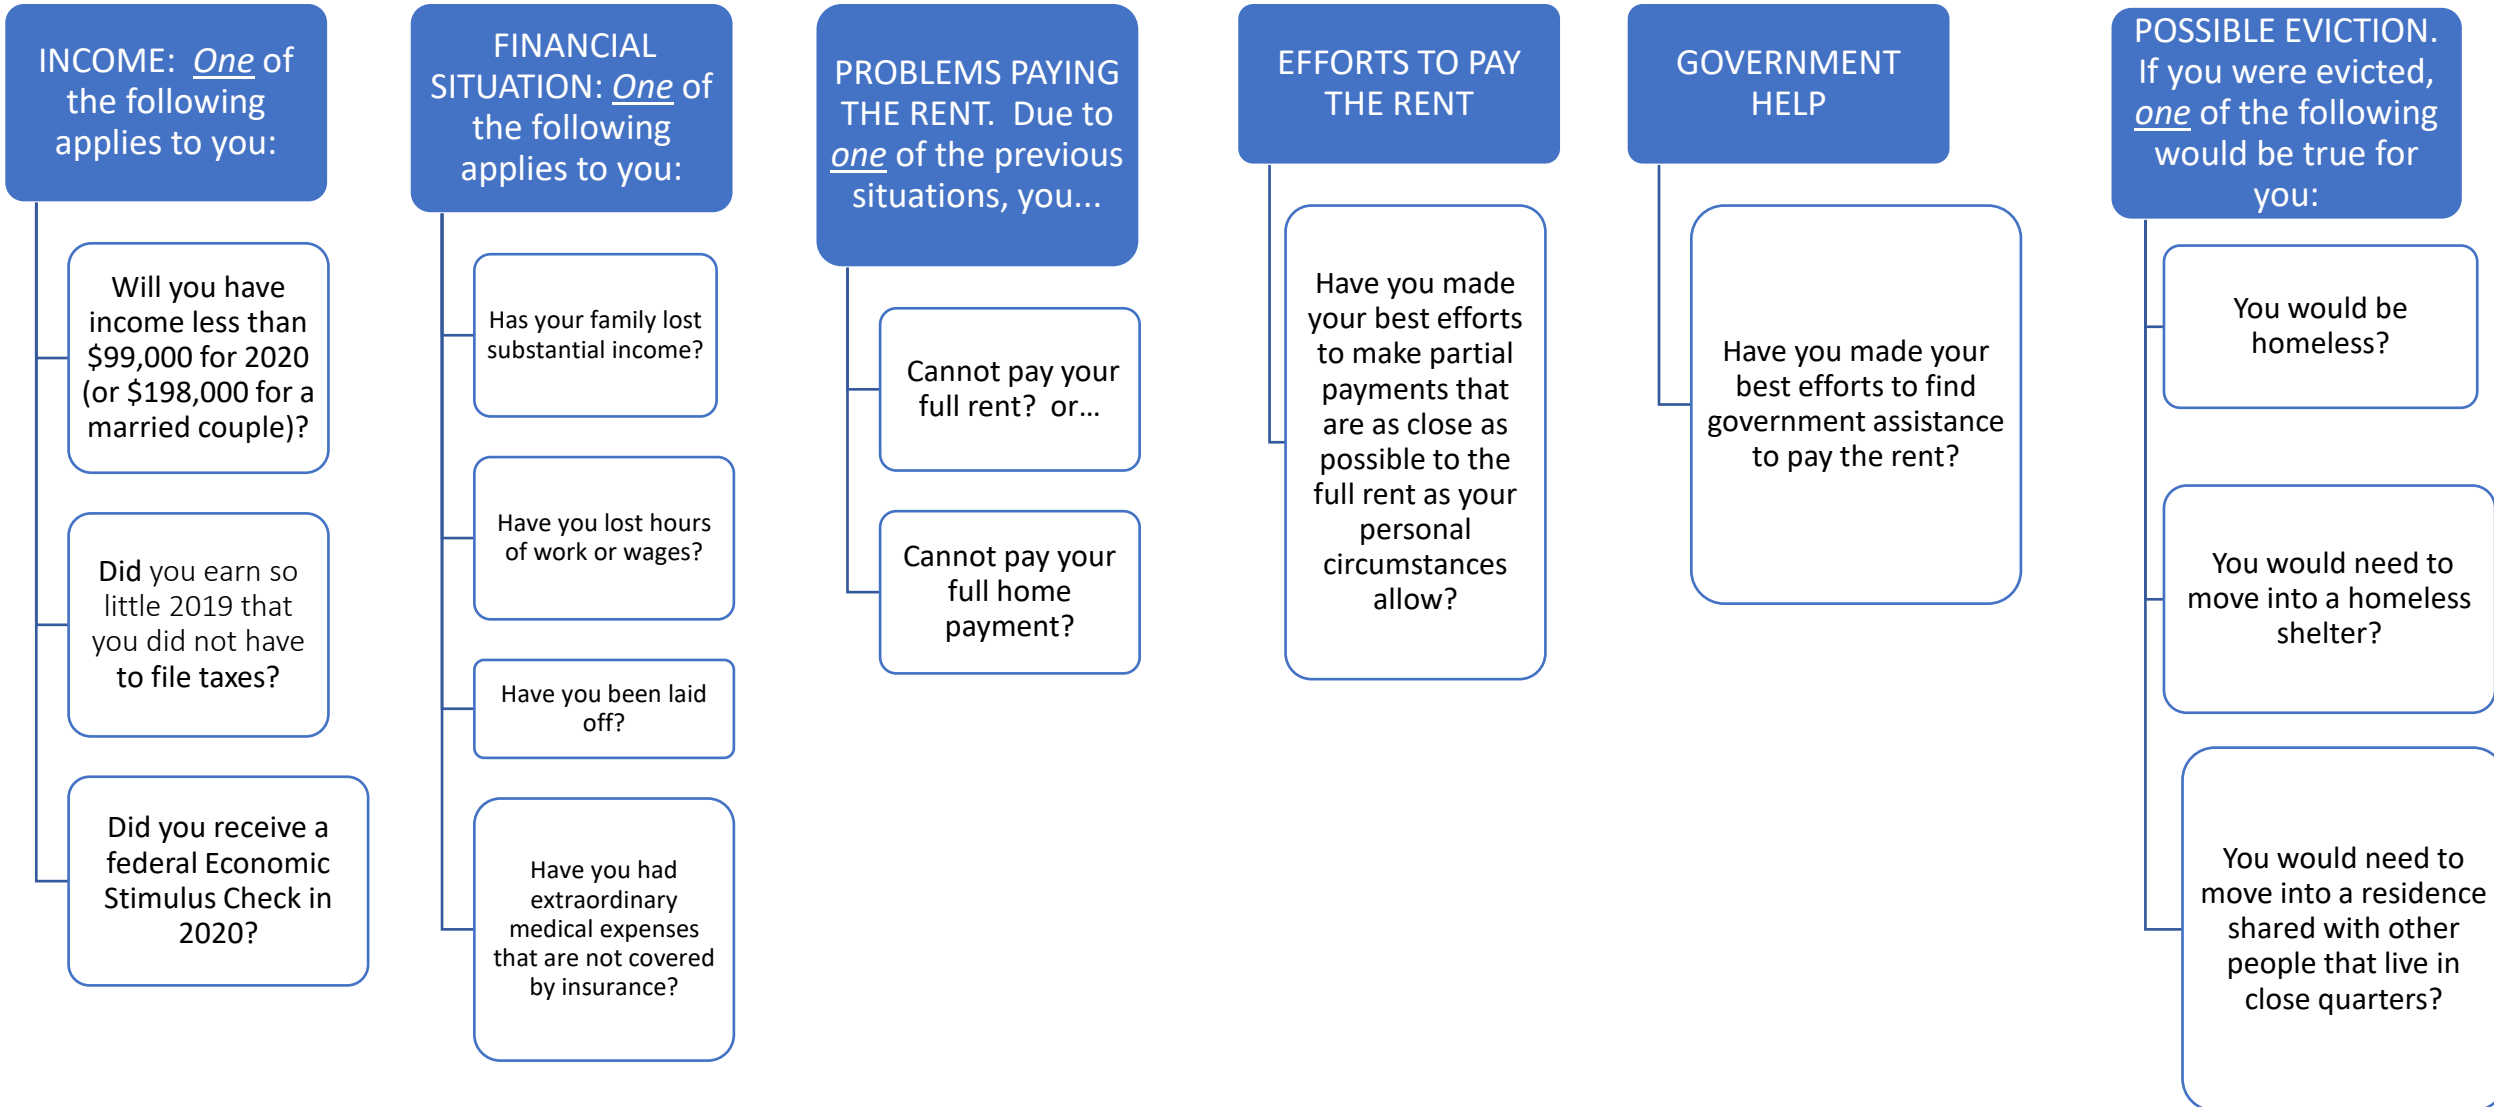 INCOME:  One of
the following
applies to you:
Will you have
income less than
$99,000 for 2020
(or $198,000 for a
married couple)?
Did you earn so
little 2019 that
you did not have
to file taxes?
Did you receive a
federal Economic
Stimulus Check in
2020?
FINANCIAL
SITUATION: One of
the following
applies to you:
Has your family lost
substantial income?
Have you lost hours
of work or wages?
Have you been laid
off?
Have you had
extraordinary
medical expenses
that are not covered
by insurance?
PROBLEMS PAYING
THE RENT.  Due to
one of the previous
situations, you...
Cannot pay your
full rent?  or…
Cannot pay your
full home
payment?
EFFORTS TO PAY
THE RENT
Have you made
your best efforts
to make partial
payments that
are as close as
possible to the
full rent as your
personal
circumstances
allow?
GOVERNMENT
HELP
Have you made your
best efforts to find
government assistance
to pay the rent?
POSSIBLE EVICTION.
If you were evicted,
one of the following
would be true for
you:
You would be
homeless?
You would need to
move into a homeless
shelter?
You would need to
move into a residence
shared with other
people that live in
close quarters?